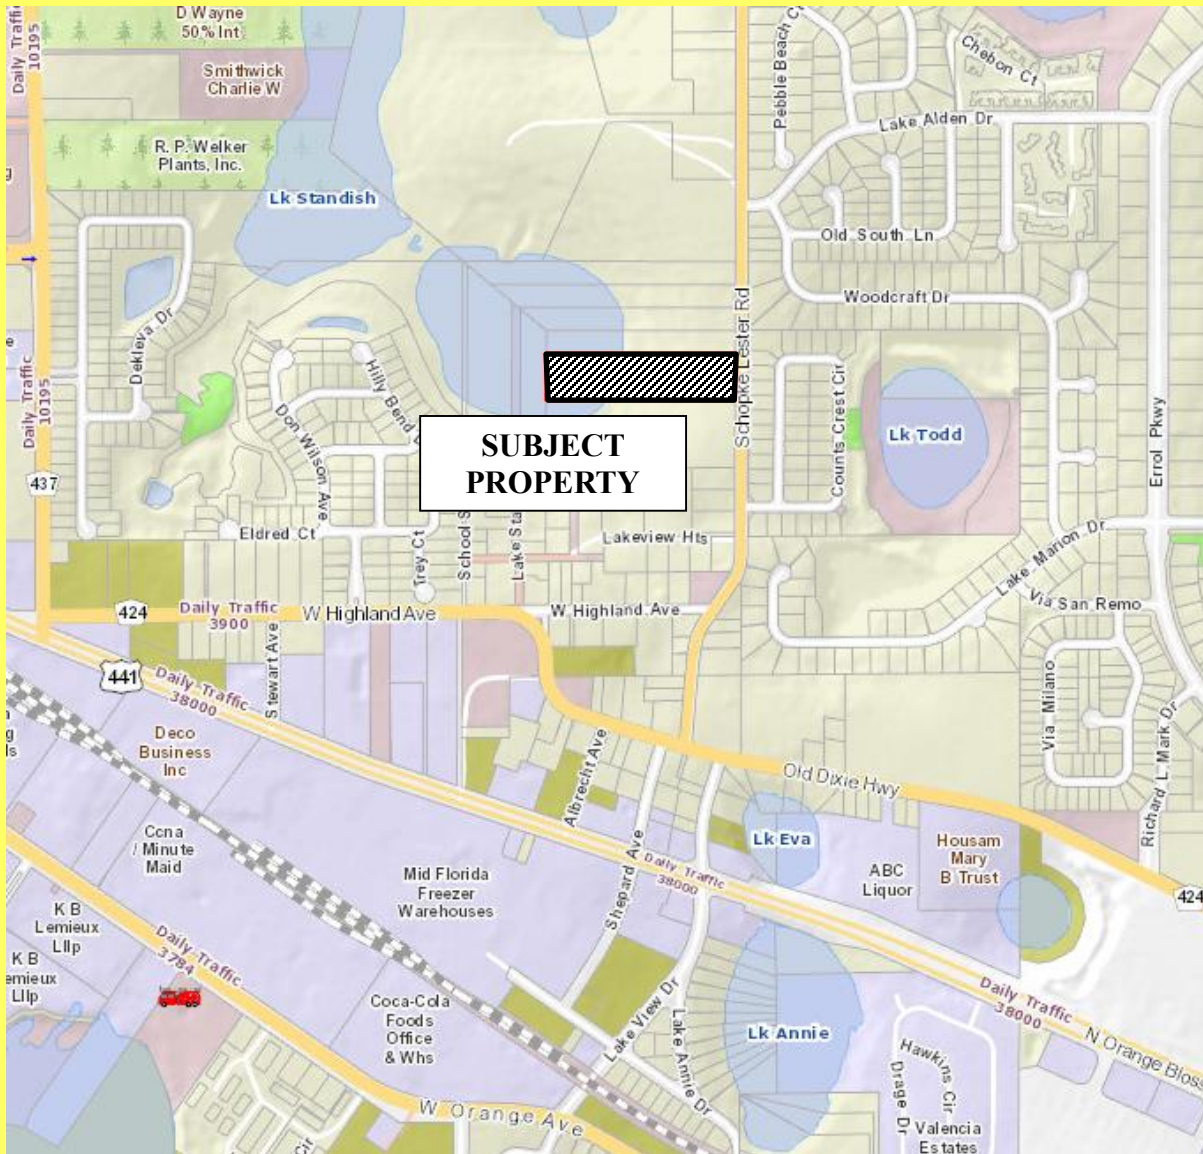 D Wayne
50% Int
Daily Traffic
10195
Smithwick
Charlie W
R. P. Welker
Plants, Inc.
Lk Standish
Pebble Beach Ct
Chebon Ct
Lake Alden Dr
Old South Ln
Woodcraft Dr
Schopke Lester Rd
Dekleva Dr
Daily Traffic
10195
Don Wilson Ave
Hilly Bend
SUBJECT
PROPERTY
Counts Crest Cir
Lk Todd
Errol Pkwy
437
Eldred Ct
Trey Ct
School S
Lake Sta
Lakeview Hts
Lake Marion Dr
Via San Remo
424
Daily Traffic
3900
W Highland Ave
W Highland Ave
441
Daily Traffic
38000
Stewart Ave
Via Milano
Richard L. Mark Dr
Deco
Business
Inc
Albrecht Ave
Old Dixie Hwy
Ccna
/ Minute
Maid
Mid Florida
Freezer
Warehouses
Shepard Ave
Daily Traffic
38000
Lk Eva
ABC
Liquor
Housam
Mary
B Trust
424
K B
Lemieux
Lllp
K B
emieux
Lllp
Daily Traffic
3784
Coca-Cola
Foods
Office
& Whs
Lake View Dr
Lake Annie Dr
Lk Annie
Daily Traffic
38000
N Orange Bloss
Hawkins Cir
Drage Dr
Valencia
Estates
W Orange Ave
Cir